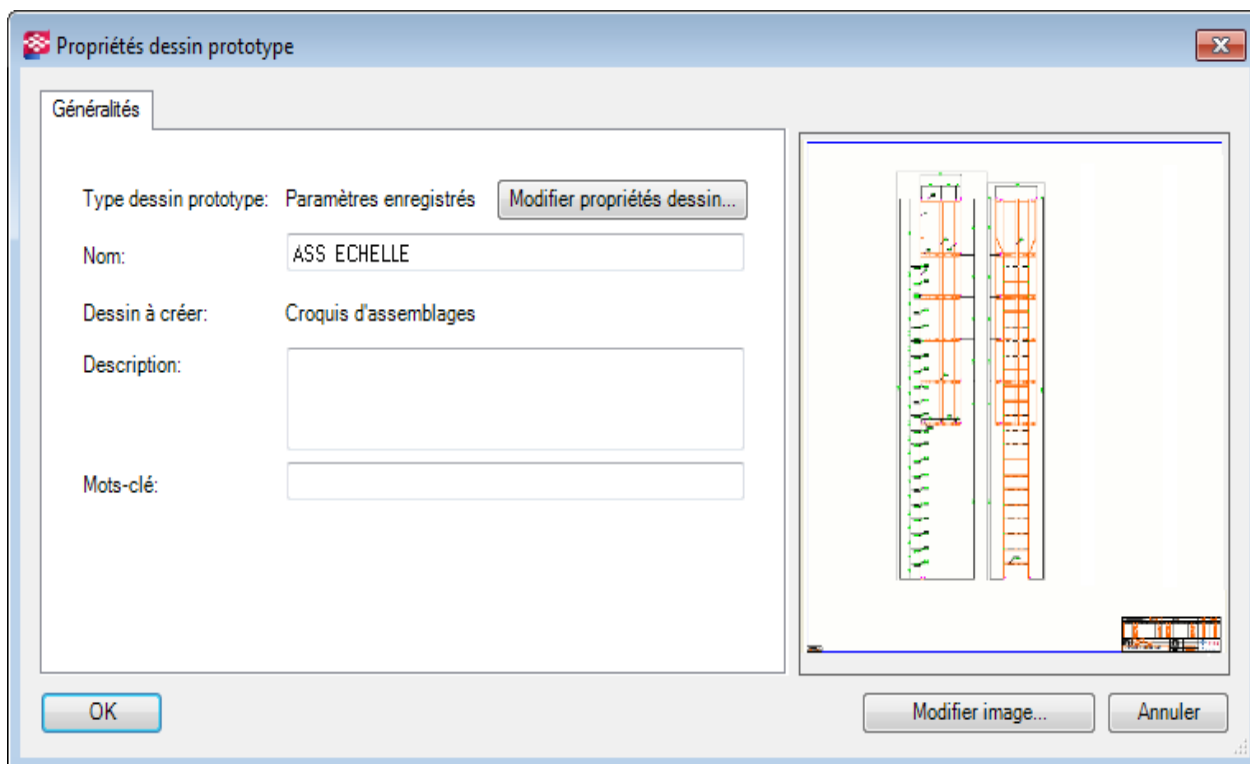 Propriétés dessin prototype
Généralités
Type dessin prototype: Paramètres enregistrés Modifier propriétés dessin...
Nom: ASS ECHELLE
Dessin à créer: Croquis d'assemblages
Description:
Mots-clé:
OK Modifier image... Annuler